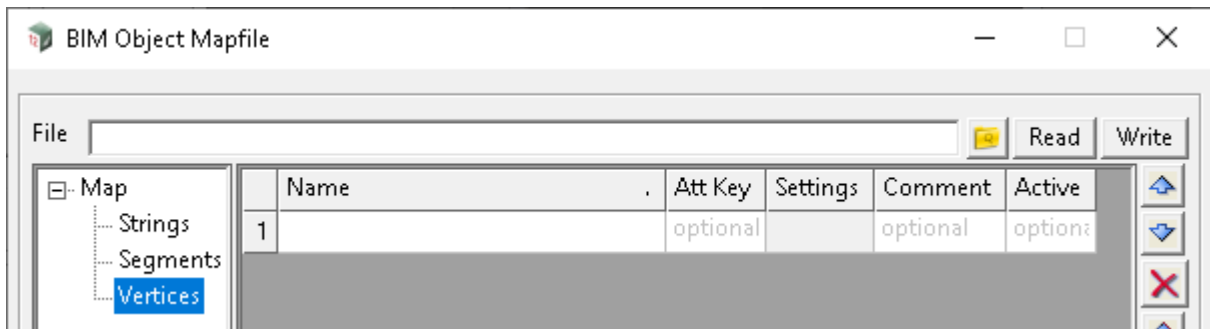 BIM Object Mapfile
File Read Write
Map Name Att Key Settings Comment Active
Strings
1 optional optional optiona
Segments
Vertices